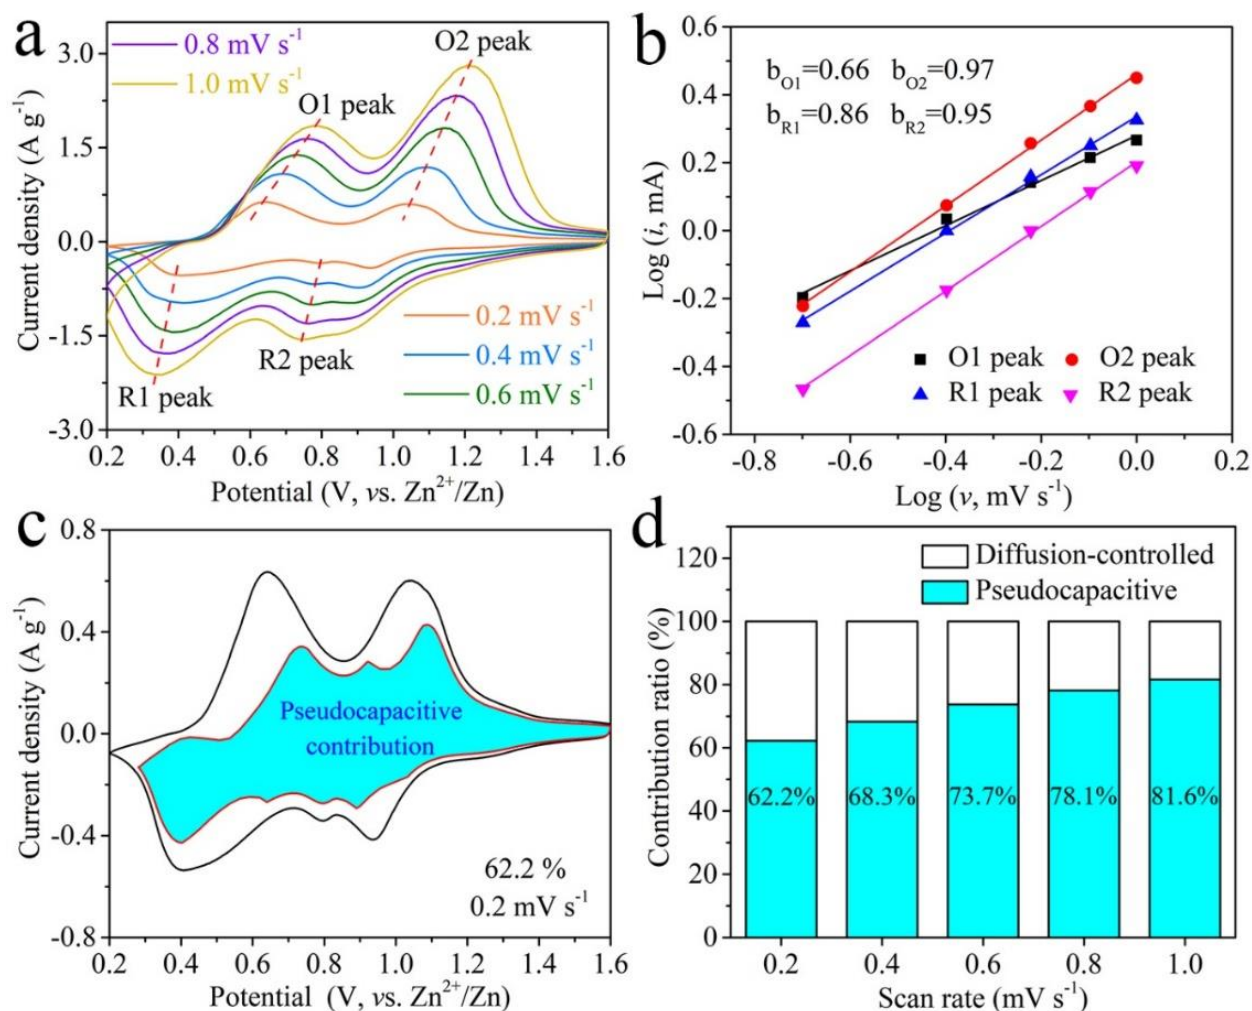 a
0.8 mV s⁻¹
1.0 mV s⁻¹
O2 peak
O1 peak
R1 peak
R2 peak
0.2 mV s⁻¹
0.4 mV s⁻¹
0.6 mV s⁻¹
3.0
1.5
0.0
-1.5
-3.0
Current density (A g⁻¹)
0.2 0.4 0.6 0.8 1.0 1.2 1.4 1.6
Potential (V, vs. Zn²⁺/Zn)
b
b_O1=0.66 b_O2=0.97
b_R1=0.86 b_R2=0.95
O1 peak O2 peak
R1 peak R2 peak
0.6
0.4
0.2
0.0
-0.2
-0.4
-0.6
Log (i, mA)
-0.8 -0.6 -0.4 -0.2 0.0 0.2
Log (v, mV s⁻¹)
c
Pseudocapacitive
contribution
62.2 %
0.2 mV s⁻¹
0.8
0.4
0.0
-0.4
-0.8
Current density (A g⁻¹)
0.2 0.4 0.6 0.8 1.0 1.2 1.4 1.6
Potential (V, vs. Zn²⁺/Zn)
d
Diffusion-controlled
Pseudocapacitive
62.2% 68.3% 73.7% 78.1% 81.6%
120
100
80
60
40
20
0
Contribution ratio (%)
0.2 0.4 0.6 0.8 1.0
Scan rate (mV s⁻¹)